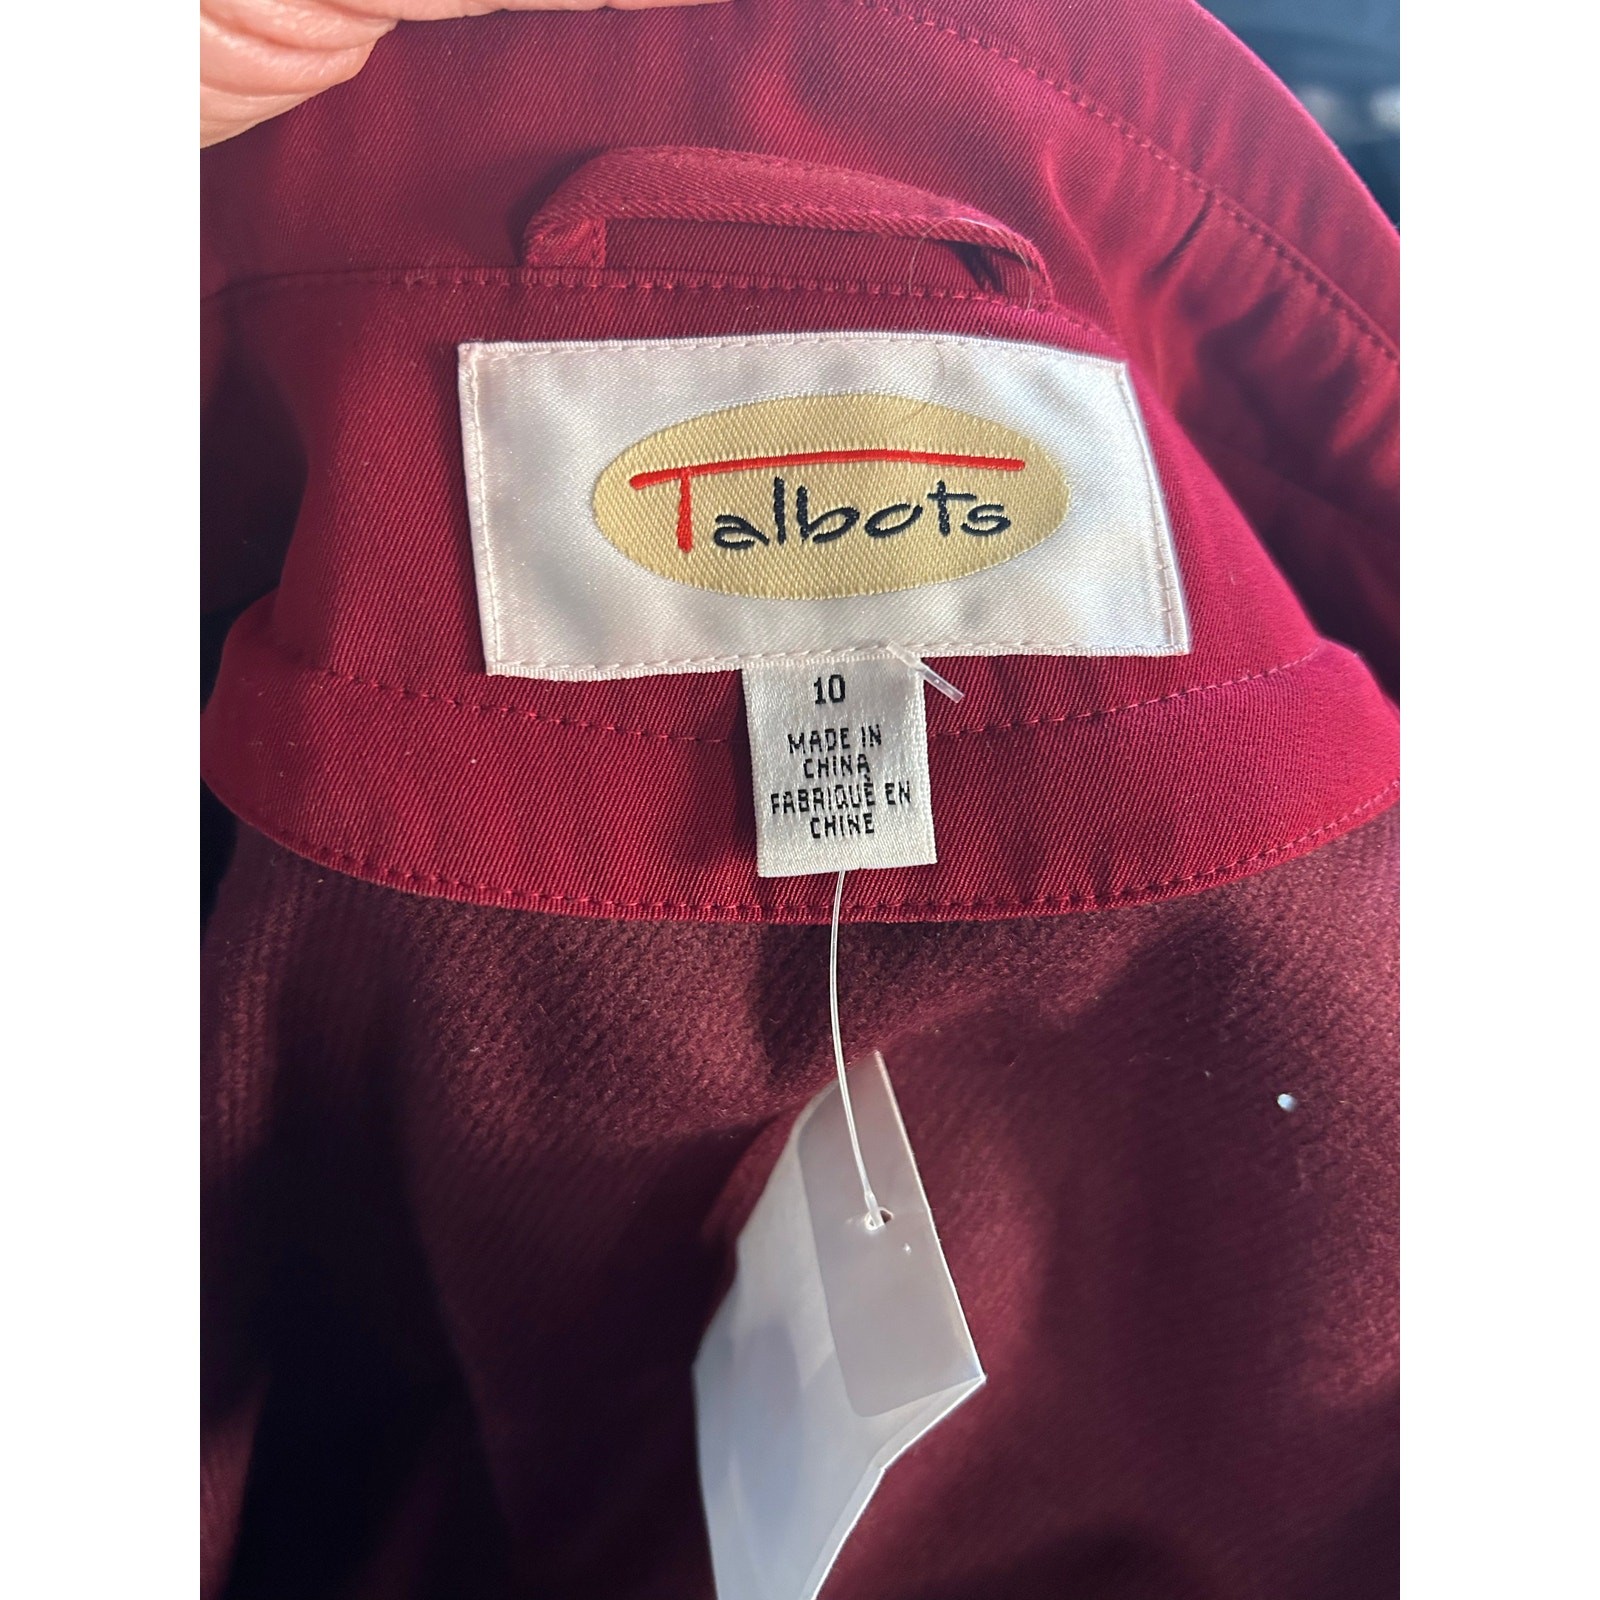 Talbots
10
MADE IN
CHINA
FABRIQUÉ EN
CHINE